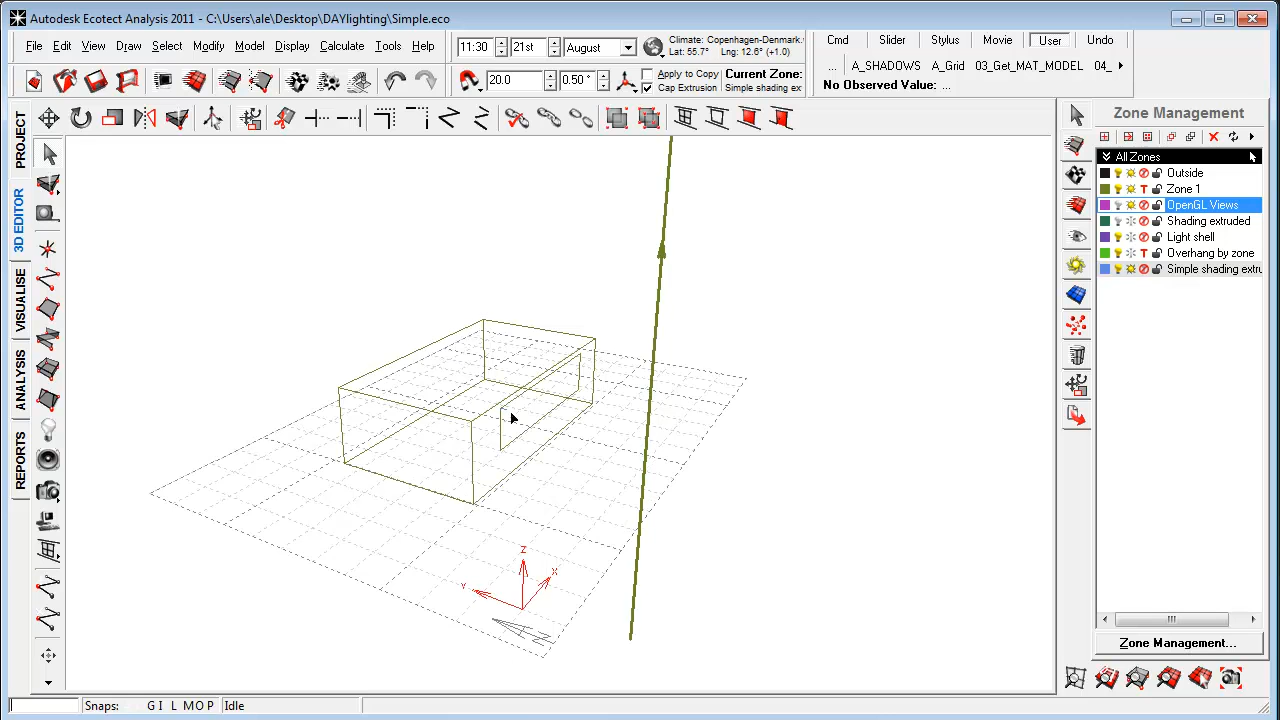 Autodesk Ecotect Analysis 2011 - C:\Users\ale\Desktop\DAYlighting\Simple.eco
File Edit View Draw Select Modify Model Display Calculate Tools Help
11:30 21st August
Climate: Copenhagen-Denmark.
Lat: 55.7° Lng: 12.6° (+1.0)
Cmd Slider Stylus Movie User Undo
... A_SHADOWS A_Grid 03_Get_MAT_MODEL 04_
No Observed Value: ...
20.0 0.50 °
Apply to Copy
Cap Extrusion
Current Zone
Simple shading ex
PROJECT
3D EDITOR
VISUALISE
ANALYSIS
REPORTS
Z
X
Y
N
Zone Management
All Zones
Outside
T Zone 1
OpenGL Views
Shading extruded
Light shell
T Overhang by zone
Simple shading extru
Zone Management...
Snaps: G I L M O P Idle